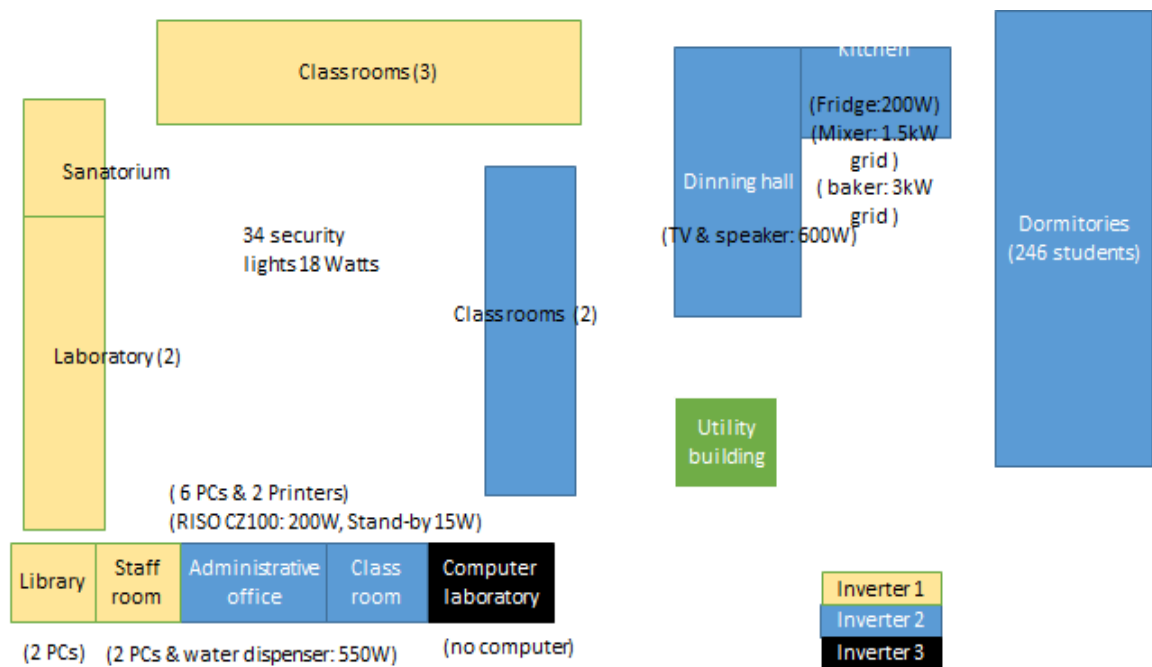 Classrooms (3)
Kitchen
(Fridge:200W)
(Mixer: 1.5kW
grid )
( baker: 3kW
grid )
Sanatorium
Dinning hall
(TV & speaker: 600W)
Dormitories
(246 students)
34 security
lights 18 Watts
Classrooms (2)
Laboratory (2)
Utility
building
( 6 PCs & 2 Printers)
(RISO CZ100: 200W, Stand-by 15W)
Library
Staff
room
Administrative
office
Class
room
Computer
laboratory
(2 PCs)
(2 PCs & water dispenser: 550W)
(no computer)
Inverter 1
Inverter 2
Inverter 3